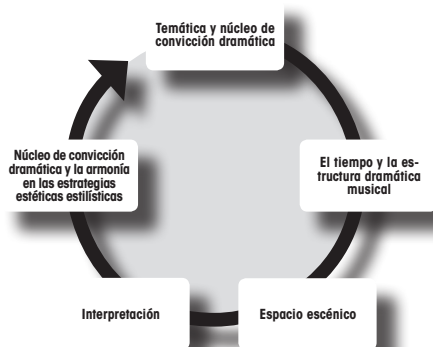 Temática y núcleo de
convicción dramática
El tiempo y la es-
tructura dramática
musical
Espacio escénico
Interpretación
Núcleo de convicción
dramática y la armonía
en las estrategias
estéticas estilísticas